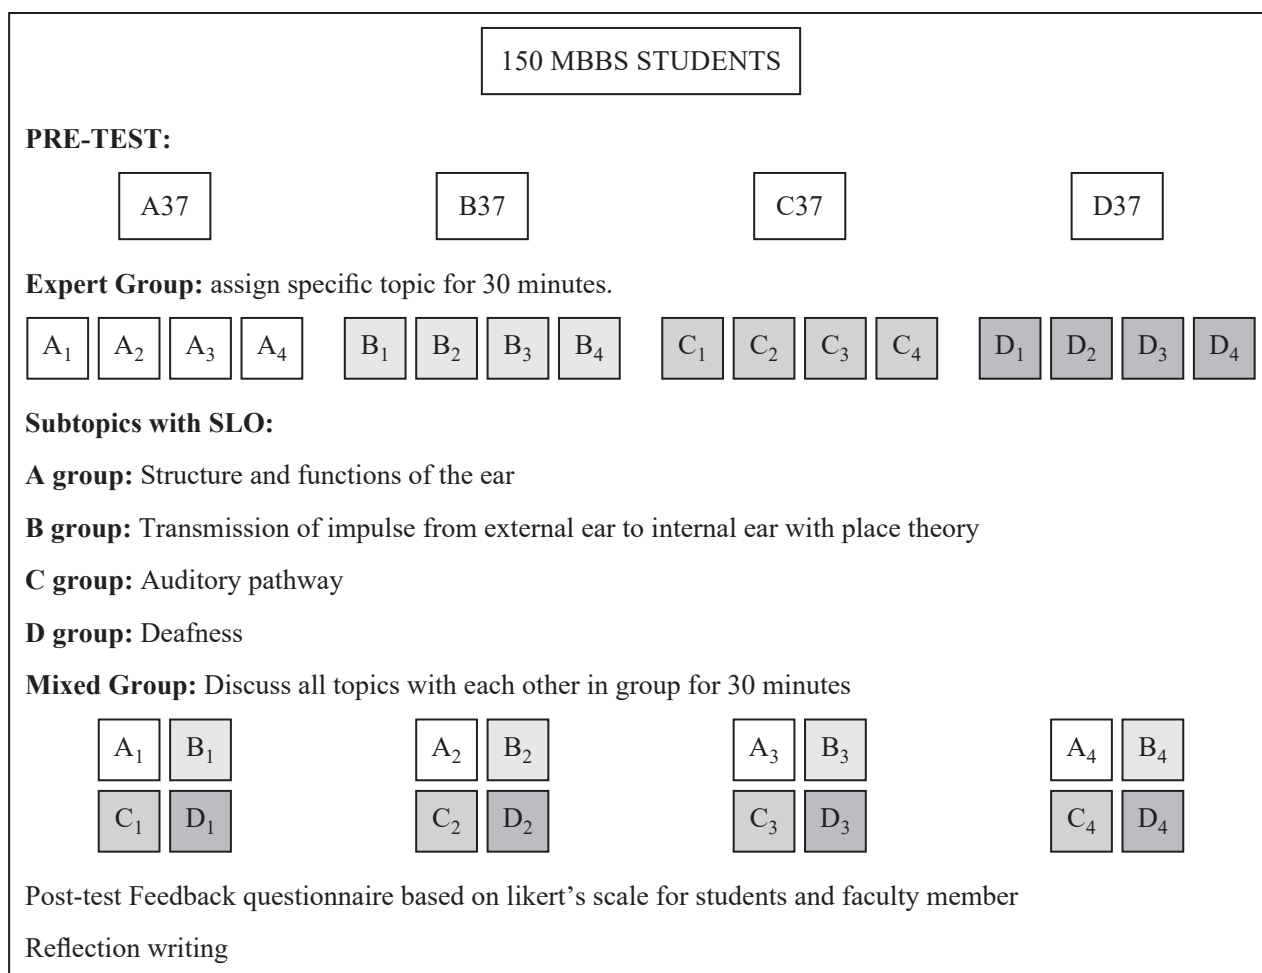 150 MBBS STUDENTS
PRE-TEST:
A37 B37 C37 D37
Expert Group: assign specific topic for 30 minutes.
A₁ A₂ A₃ A₄ B₁ B₂ B₃ B₄ C₁ C₂ C₃ C₄ D₁ D₂ D₃ D₄
Subtopics with SLO:
A group: Structure and functions of the ear
B group: Transmission of impulse from external ear to internal ear with place theory
C group: Auditory pathway
D group: Deafness
Mixed Group: Discuss all topics with each other in group for 30 minutes
A₁ B₁ A₂ B₂ A₃ B₃ A₄ B₄
C₁ D₁ C₂ D₂ C₃ D₃ C₄ D₄
Post-test Feedback questionnaire based on likert’s scale for students and faculty member
Reflection writing